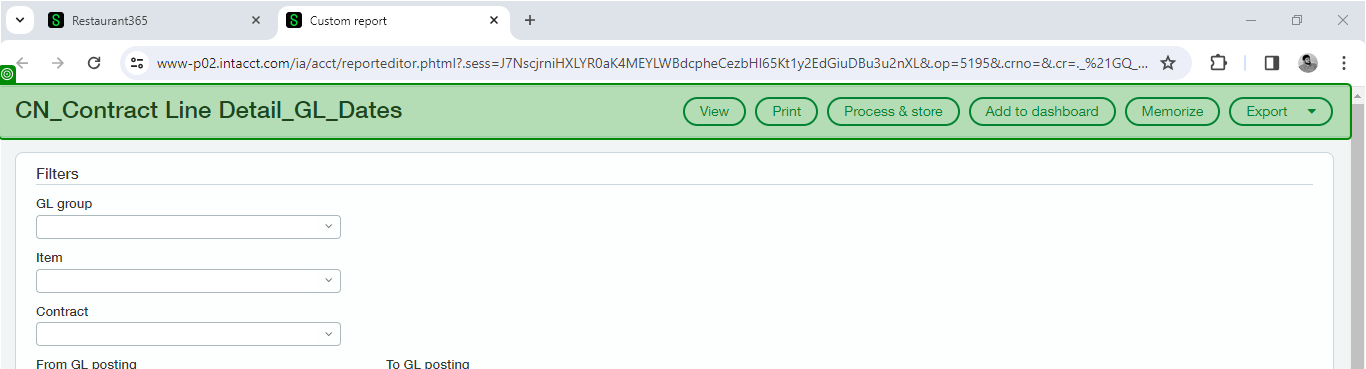 Restaurant365
Custom report
www-p02.intacct.com/ia/acct/reporteditor.phtml?.sess=J7NscjrniHXLYR0aK4MEYLWBdcpheCezbHI65Kt1y2EdGiuDBu3u2nXL&.op=5195&.crno=&.cr=._%21GQ_...
CN_Contract Line Detail_GL_Dates
View
Print
Process & store
Add to dashboard
Memorize
Export
Filters
GL group
Item
Contract
From GL posting
To GL posting